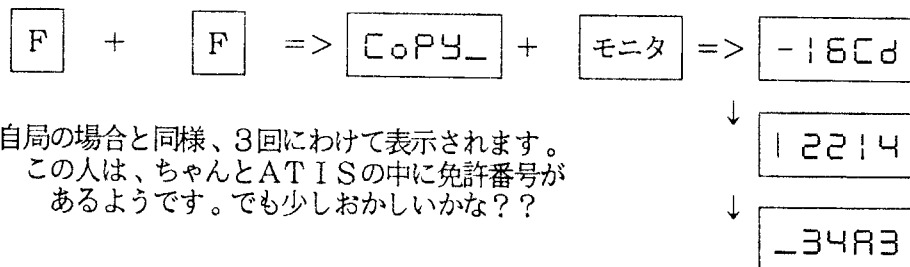 F + F => CoPY_ + モニタ => -16Cd
↓
12214
自局の場合と同様、3回にわけて表示されます。
この人は、ちゃんとATISの中に免許番号が
あるようです。でも少しおかしいかな??
↓
_34A3